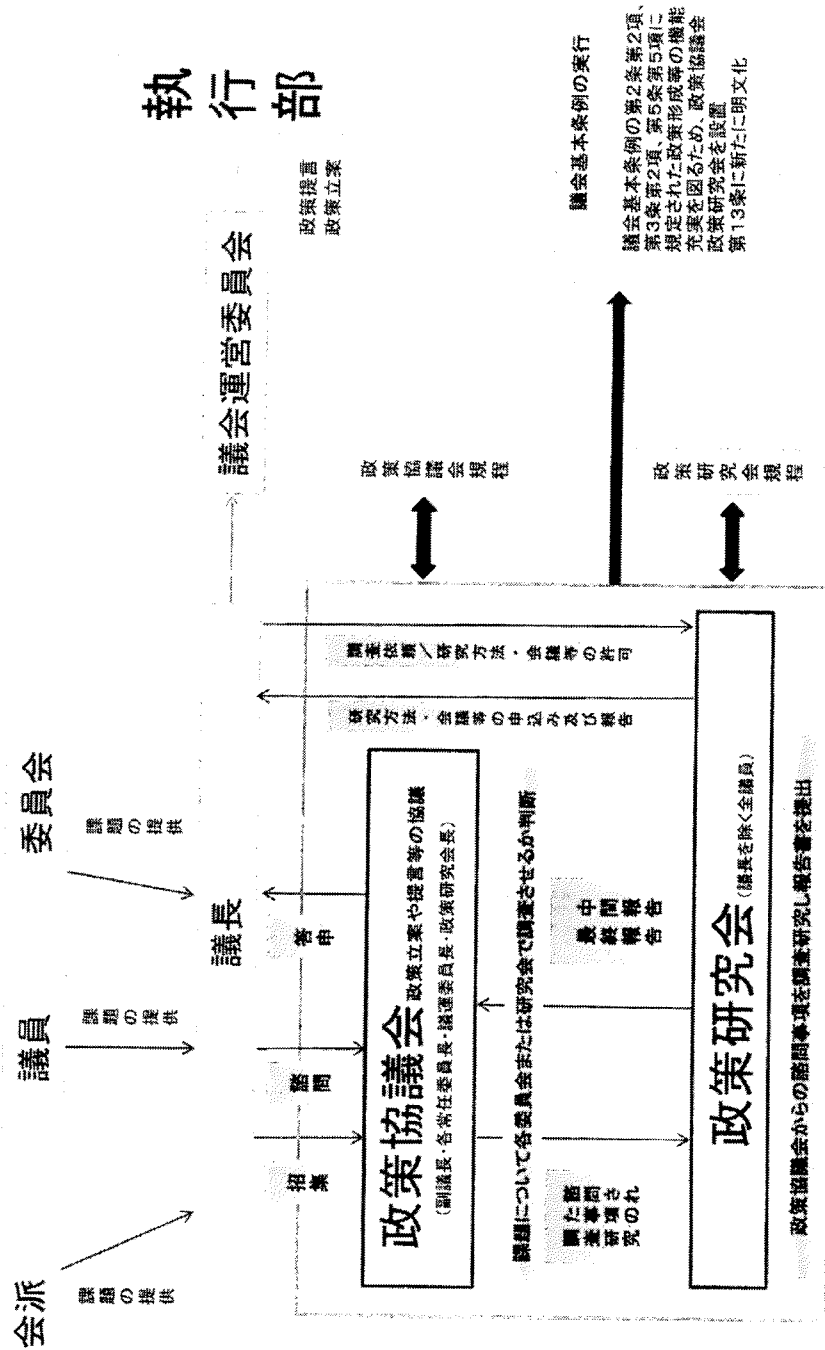 会派
課題の提供
議員
課題の提供
委員会
課題の提供
議長
議会運営委員会
執行部
政策提言
政策立案
招集
諮問
答申
研究方法・会議等の申込み及び報告
調査依頼／研究方法・会議等の許可
政策協議会 政策立案や提言等の協議
(副議長・各常任委員長・議運委員長・政策研究会長)
政策協議会規程
課題について各委員会または研究会で調査させるか判断
諮問された事項の調査研究
中間報告
最終報告
議会基本条例の実行
議会基本条例の第2条第2項、
第3条第2項、第5条第5項に
規定された政策形成等の機能
充実を図るため、政策協議会
政策研究会を設置
第13条に新たに明文化
政策研究会 (議長を除く全議員)
政策研究会規程
政策協議会からの諮問事項を調査研究し報告書を提出